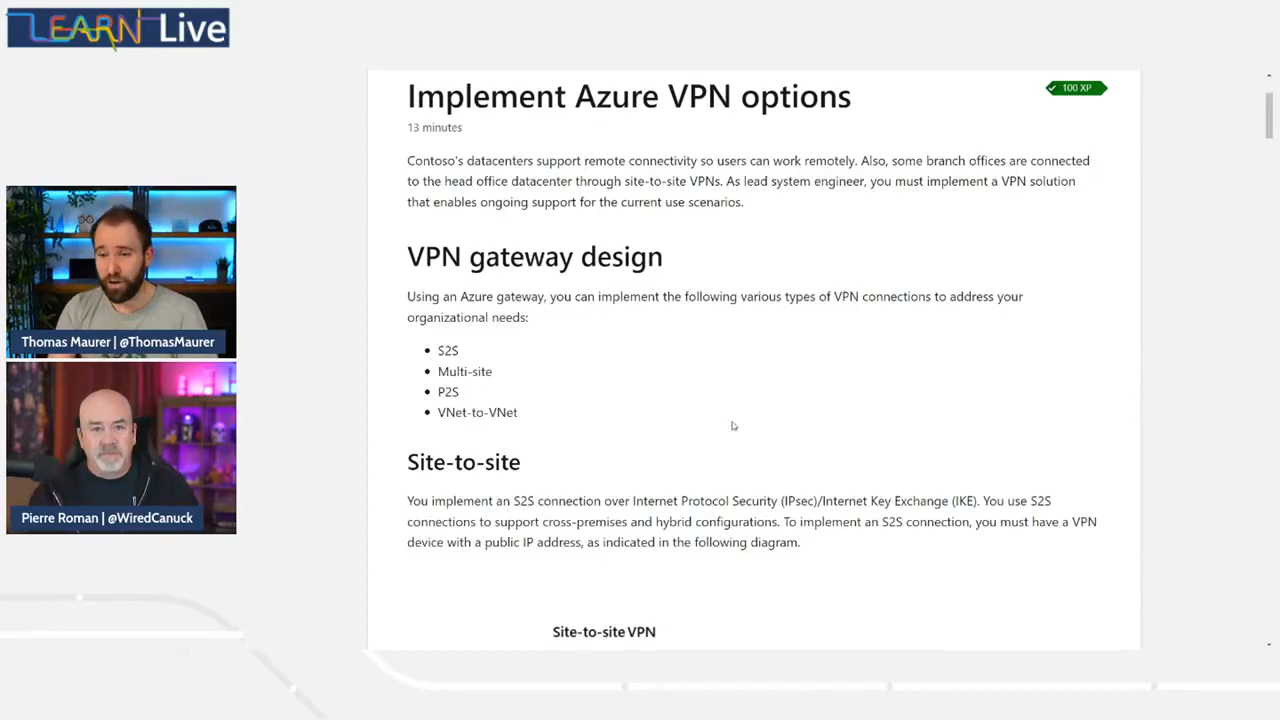 LEARN Live
Implement Azure VPN options
100 XP
13 minutes
Contoso's datacenters support remote connectivity so users can work remotely. Also, some branch offices are connected
to the head office datacenter through site-to-site VPNs. As lead system engineer, you must implement a VPN solution
that enables ongoing support for the current use scenarios.
VPN gateway design
Using an Azure gateway, you can implement the following various types of VPN connections to address your
organizational needs:
• S2S
• Multi-site
• P2S
• VNet-to-VNet
Site-to-site
You implement an S2S connection over Internet Protocol Security (IPsec)/Internet Key Exchange (IKE). You use S2S
connections to support cross-premises and hybrid configurations. To implement an S2S connection, you must have a VPN
device with a public IP address, as indicated in the following diagram.
Site-to-site VPN
Thomas Maurer | @ThomasMaurer
Pierre Roman | @WiredCanuck